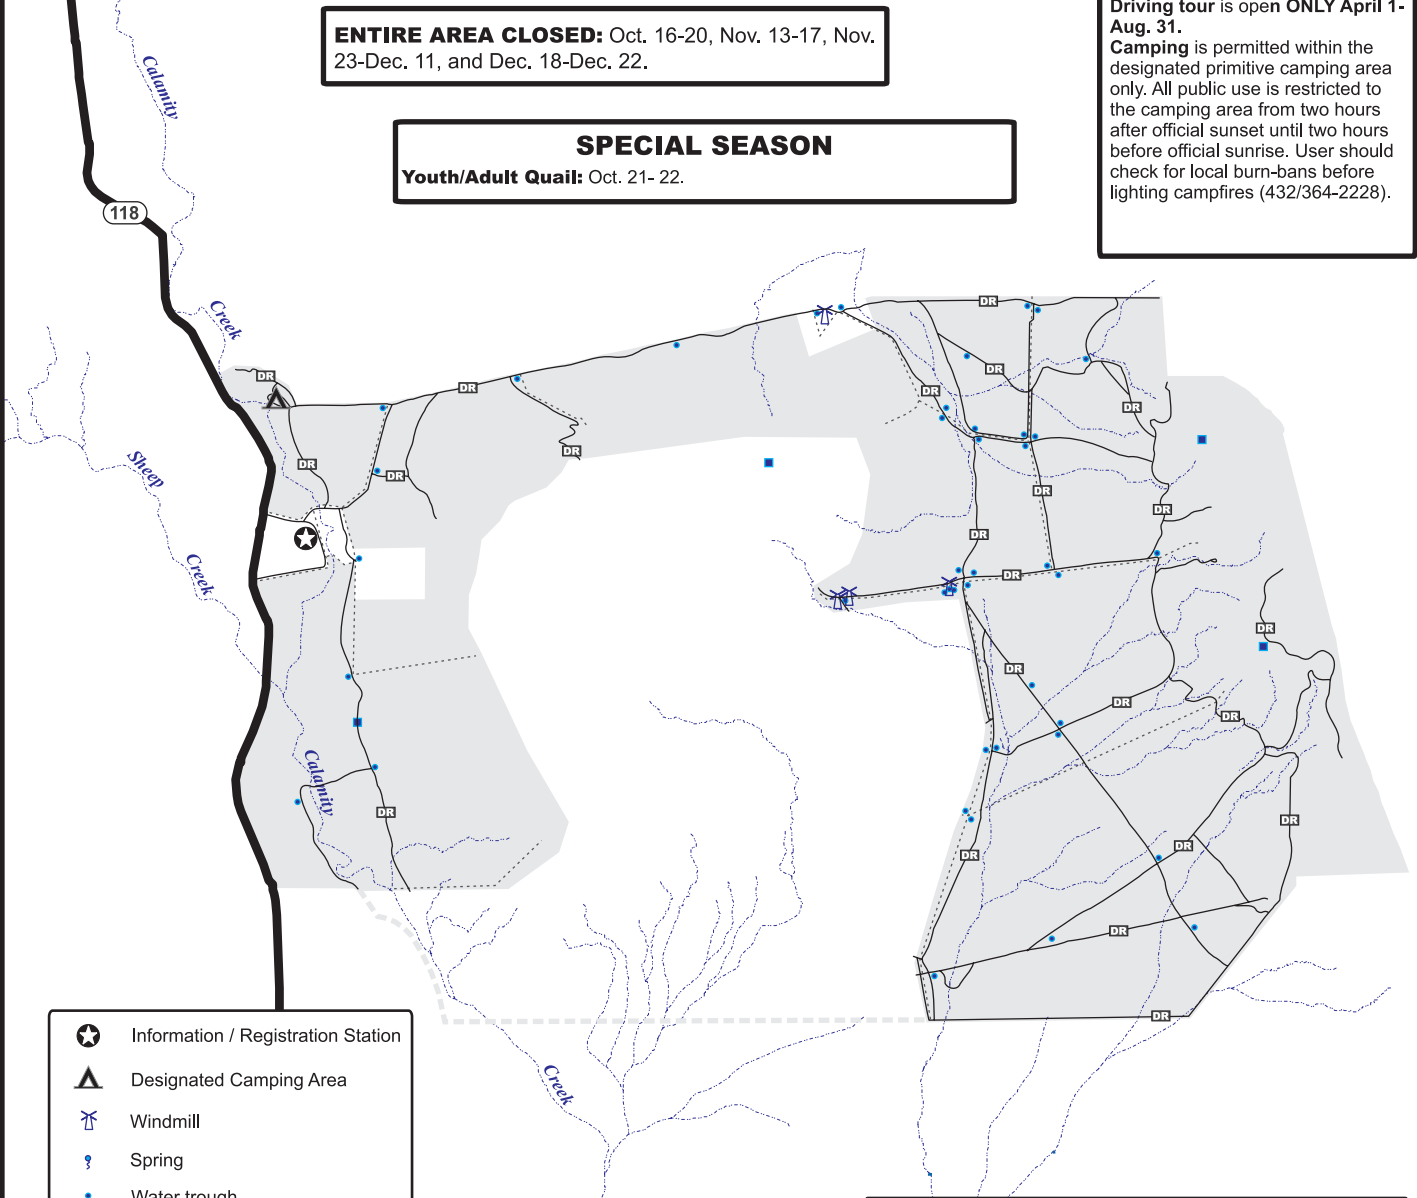 Driving tour is open ONLY April 1-
Aug. 31.
Camping is permitted within the
designated primitive camping area
only. All public use is restricted to
the camping area from two hours
after official sunset until two hours
before official sunrise. User should
check for local burn-bans before
lighting campfires (432/364-2228).
ENTIRE AREA CLOSED: Oct. 16-20, Nov. 13-17, Nov.
23-Dec. 11, and Dec. 18-Dec. 22.
SPECIAL SEASON
Youth/Adult Quail: Oct. 21- 22.
Calamity
118
Creek
DR
DR
DR
DR
DR
DR
DR
DR
DR
DR
DR
DR
DR
DR
Sheep
Creek
DR
DR
DR
DR
Calamity
DR
DR
DR
DR
DR
DR
Creek
Information / Registration Station
Designated Camping Area
Windmill
Spring
Water trough